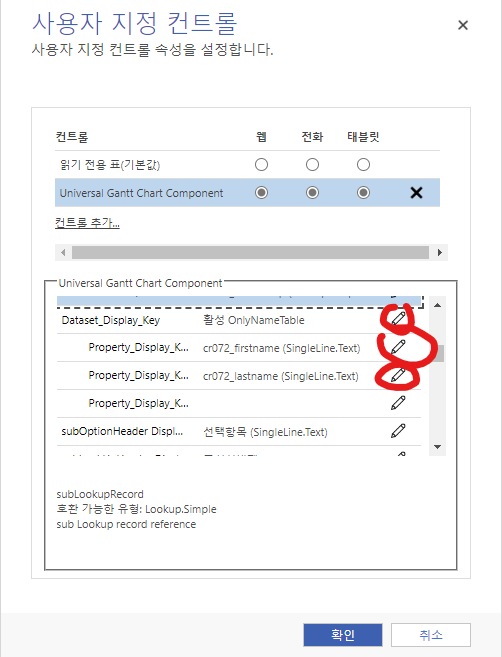 사용자 지정 컨트롤
사용자 지정 컨트롤 속성을 설정합니다.
컨트롤 웹 전화 태블릿
읽기 전용 표(기본값)
Universal Gantt Chart Component
컨트롤 추가...
Universal Gantt Chart Component
Dataset_Display_Key 활성 OnlyNameTable
Property_Display_K... cr072_firstname (SingleLine.Text)
Property_Display_K... cr072_lastname (SingleLine.Text)
Property_Display_K...
subOptionHeader Displ... 선택항목 (SingleLine.Text)
subLookupRecord
호환 가능한 유형: Lookup.Simple
sub Lookup record reference
확인 취소